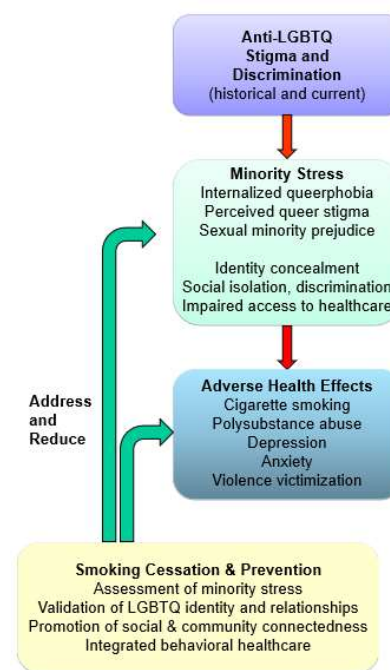 Anti-LGBTQ
Stigma and
Discrimination
(historical and current)
Minority Stress
Internalized queerphobia
Perceived queer stigma
Sexual minority prejudice
Identity concealment
Social isolation, discrimination
Impaired access to healthcare
Address
and
Reduce
Adverse Health Effects
Cigarette smoking
Polysubstance abuse
Depression
Anxiety
Violence victimization
Smoking Cessation & Prevention
Assessment of minority stress
Validation of LGBTQ identity and relationships
Promotion of social & community connectedness
Integrated behavioral healthcare